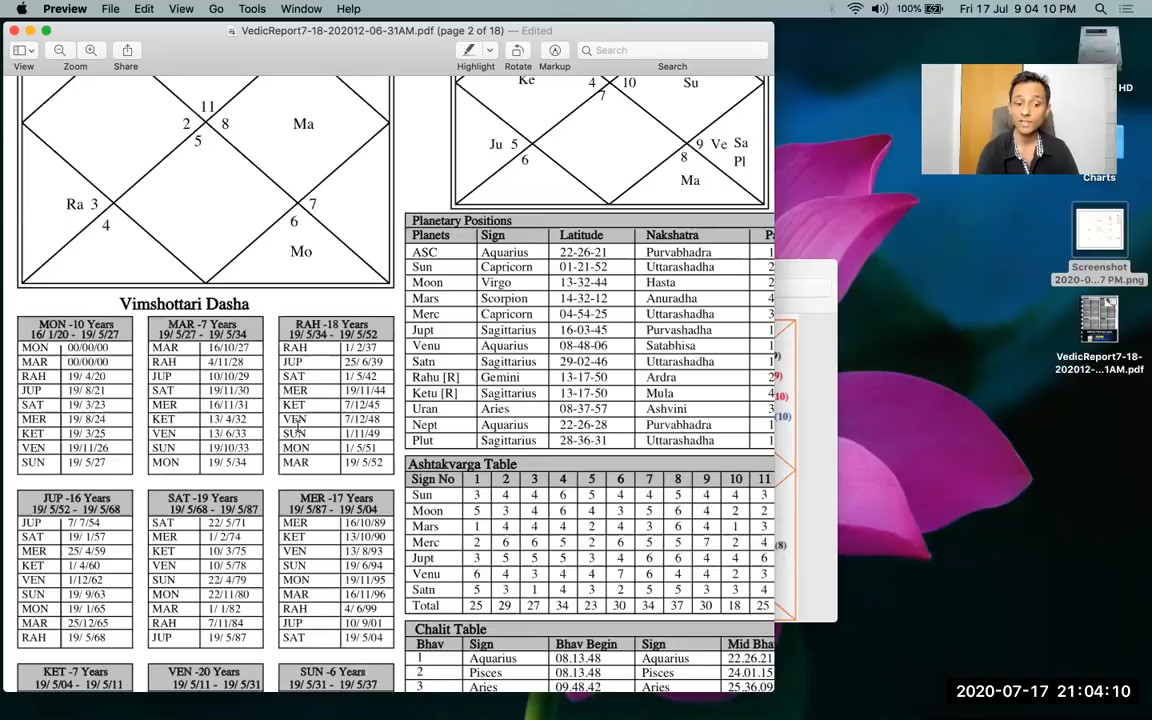 Preview File Edit View Go Tools Window Help 100% Fri 17 Jul 9 04 10 PM
VedicReport7-18-202012-06-31AM.pdf (page 2 of 18) — Edited
Search
View Zoom Share Highlight Rotate Markup Search
HD
Charts
Screenshot
2020-0...7 PM.png
VedicReport7-18-
202012-...1AM.pdf
11
2 8 Ma
5
Ra 3 7
4 6
Mo
Ke 4 10 Su
7
Ju 5 9 Ve Sa
6 8 Pl
Ma
Vimshottari Dasha
MON -10 Years
16/ 1/20 - 19/ 5/27
MON 00/00/00
MAR 00/00/00
RAH 19/ 4/20
JUP 19/ 8/21
SAT 19/ 3/23
MER 19/ 8/24
KET 19/ 3/25
VEN 19/11/26
SUN 19/ 5/27
MAR -7 Years
19/ 5/27 - 19/ 5/34
MAR 16/10/27
RAH 4/11/28
JUP 10/10/29
SAT 19/11/30
MER 16/11/31
KET 13/ 4/32
VEN 13/ 6/33
SUN 19/10/33
MON 19/ 5/34
RAH -18 Years
19/ 5/34 - 19/ 5/52
RAH 1/ 2/37
JUP 25/ 6/39
SAT 1/ 5/42
MER 19/11/44
KET 7/12/45
VEN 7/12/48
SUN 1/11/49
MON 1/ 5/51
MAR 19/ 5/52
JUP -16 Years
19/ 5/52 - 19/ 5/68
JUP 7/ 7/54
SAT 19/ 1/57
MER 25/ 4/59
KET 1/ 4/60
VEN 1/12/62
SUN 19/ 9/63
MON 19/ 1/65
MAR 25/12/65
RAH 19/ 5/68
SAT -19 Years
19/ 5/68 - 19/ 5/87
SAT 22/ 5/71
MER 1/ 2/74
KET 10/ 3/75
VEN 10/ 5/78
SUN 22/ 4/79
MON 22/11/80
MAR 1/ 1/82
RAH 7/11/84
JUP 19/ 5/87
MER -17 Years
19/ 5/87 - 19/ 5/04
MER 16/10/89
KET 13/10/90
VEN 13/ 8/93
SUN 19/ 6/94
MON 19/11/95
MAR 16/11/96
RAH 4/ 6/99
JUP 10/ 9/01
SAT 19/ 5/04
KET -7 Years
19/ 5/04 - 19/ 5/11
VEN -20 Years
19/ 5/11 - 19/ 5/31
SUN -6 Years
19/ 5/31 - 19/ 5/37
Planetary Positions
Planets Sign Latitude Nakshatra
ASC Aquarius 22-26-21 Purvabhadra 1
Sun Capricorn 01-21-52 Uttarashadha 2
Moon Virgo 13-32-44 Hasta 2
Mars Scorpion 14-32-12 Anuradha 4
Merc Capricorn 04-54-25 Uttarashadha 3
Jupt Sagittarius 16-03-45 Purvashadha 1
Venu Aquarius 08-48-06 Satabhisa 1
Satn Sagittarius 29-02-46 Uttarashadha 1
Rahu [R] Gemini 13-17-50 Ardra 2
Ketu [R] Sagittarius 13-17-50 Mula 4
Uran Aries 08-37-57 Ashvini 3
Nept Aquarius 22-26-28 Purvabhadra 1
Plut Sagittarius 28-36-31 Uttarashadha 1
Ashtakvarga Table
Sign No 1 2 3 4 5 6 7 8 9 10 11
Sun 3 4 4 6 5 4 4 5 4 4 3
Moon 5 3 4 6 4 3 5 6 4 2 2
Mars 1 4 4 4 2 4 3 6 4 1 3
Merc 2 6 6 5 2 6 5 5 7 2 4
Jupt 3 5 5 5 3 4 6 6 4 4 6
Venu 6 4 3 4 4 7 6 4 4 2 3
Satn 5 3 1 4 3 2 5 5 3 3 4
Total 25 29 27 34 23 30 34 37 30 18 25
Chalit Table
Bhav Sign Bhav Begin Sign Mid Bha
1 Aquarius 08.13.48 Aquarius 22.26.21
2 Pisces 08.13.48 Pisces 24.01.15
3 Aries 09.48.42 Aries 25.36.09
9)
(9)
(10)
(10)
(8)
2020-07-17 21:04:10